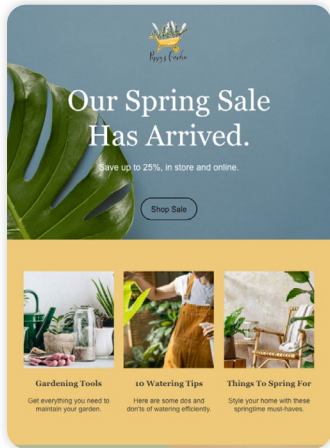 Poppy's Garden
Our Spring Sale
Has Arrived.
Save up to 25%, in store and online.
Shop Sale
Gardening Tools
Get everything you need to
maintain your garden.
10 Watering Tips
Here are some dos and
don'ts of watering efficiently.
Things To Spring For
Style your home with these
springtime must-haves.